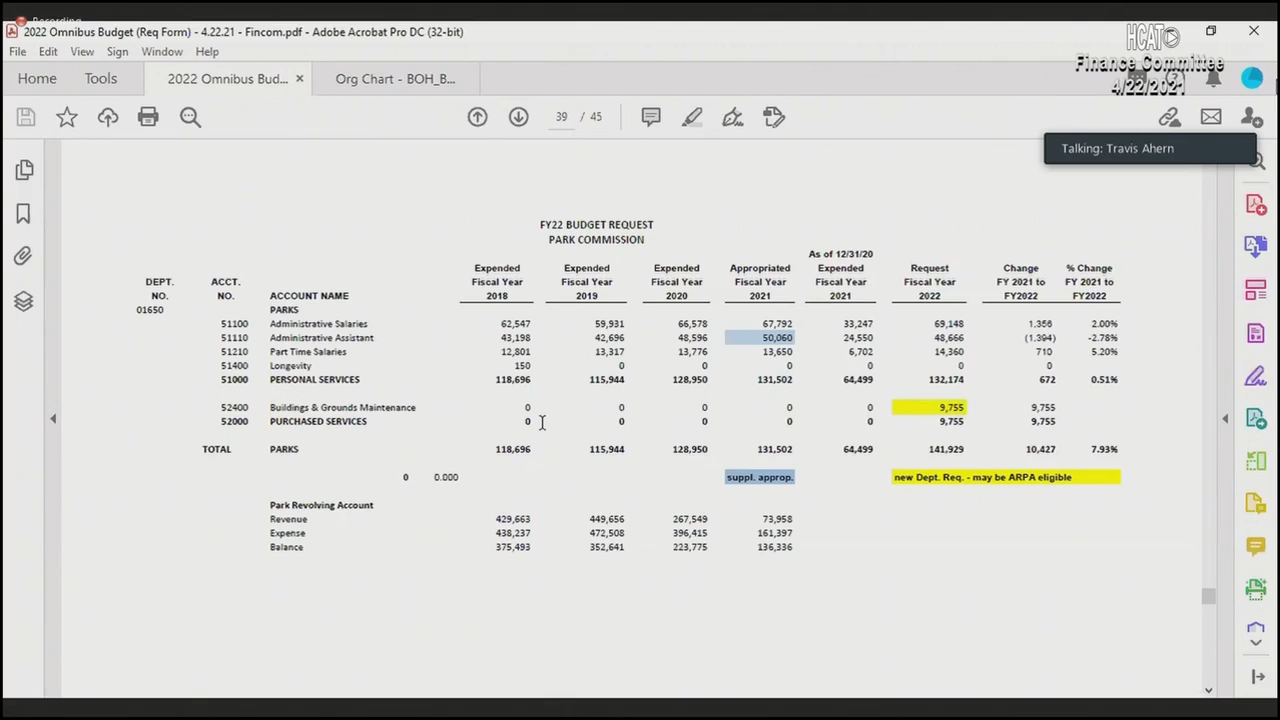 Recording
2022 Omnibus Budget (Req Form) - 4.22.21 - Fincom.pdf - Adobe Acrobat Pro DC (32-bit)
HCAT
File Edit View Sign Window Help
Finance Committee
4/22/2021
Home Tools 2022 Omnibus Bud... × Org Chart - BOH_B...
39 / 45
Talking: Travis Ahern
FY22 BUDGET REQUEST
PARK COMMISSION
As of 12/31/20
Expended Expended Expended Appropriated Expended Request Change % Change
DEPT. ACCT. Fiscal Year Fiscal Year Fiscal Year Fiscal Year Fiscal Year Fiscal Year FY 2021 to FY 2021 to
NO. NO. ACCOUNT NAME 2018 2019 2020 2021 2021 2022 FY2022 FY2022
01650 PARKS
51100 Administrative Salaries 62,547 59,931 66,578 67,792 33,247 69,148 1,356 2.00%
51110 Administrative Assistant 43,198 42,696 48,596 50,060 24,550 48,666 (1,394) -2.78%
51210 Part Time Salaries 12,801 13,317 13,776 13,650 6,702 14,360 710 5.20%
51400 Longevity 150 0 0 0 0 0 0
51000 PERSONAL SERVICES 118,696 115,944 128,950 131,502 64,499 132,174 672 0.51%
52400 Buildings & Grounds Maintenance 0 0 0 0 0 9,755 9,755
52000 PURCHASED SERVICES 0 0 0 0 0 9,755 9,755
TOTAL PARKS 118,696 115,944 128,950 131,502 64,499 141,929 10,427 7.93%
0 0.000 suppl. approp. new Dept. Req. - may be ARPA eligible
Park Revolving Account
Revenue 429,663 449,656 267,549 73,958
Expense 438,237 472,508 396,415 161,397
Balance 375,493 352,641 223,775 136,336